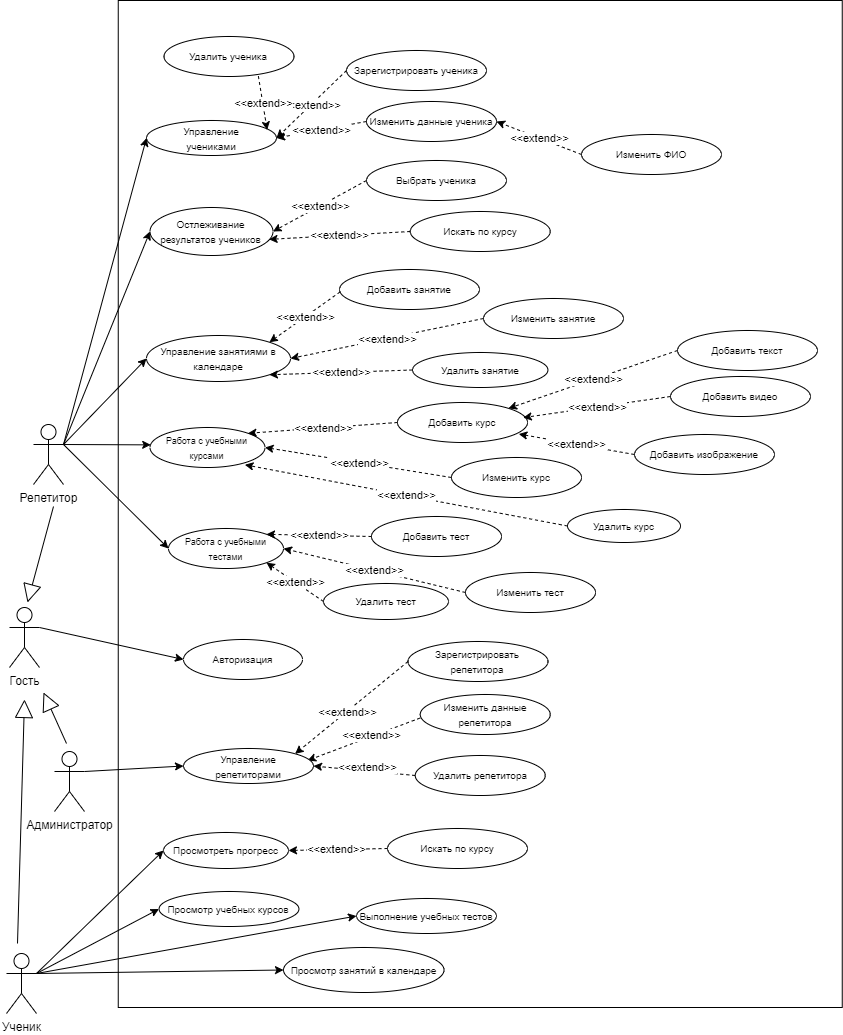 Удалить ученика
Зарегистрировать ученика
<<extend>>
extend>>
Управление
учениками
<<extend>>
Изменить данные ученика
<<extend>>
Изменить ФИО
Выбрать ученика
<<extend>>
Остлеживание
результатов учеников
<<extend>>
Искать по курсу
Добавить занятие
<<extend>>
Изменить занятие
<<extend>>
Управление занятиями в
календаре
<<extend>>
Удалить занятие
Добавить текст
<<extend>>
Добавить видео
<<extend>>
Добавить курс
<<extend>>
Работа с учебными
курсами
<<extend>>
Добавить изображение
<<extend>>
Изменить курс
<<extend>>
Удалить курс
Репетитор
<<extend>>
Добавить тест
Работа с учебными
тестами
<<extend>>
Изменить тест
<<extend>>
Удалить тест
Гость
Авторизация
Зарегистрировать
репетитора
<<extend>>
Изменить данные
репетитора
<<extend>>
Управление
репетиторами
<<extend>>
Удалить репетитора
Администратор
Просмотреть прогресс
<<extend>>
Искать по курсу
Просмотр учебных курсов
Выполнение учебных тестов
Просмотр занятий в календаре
Ученик